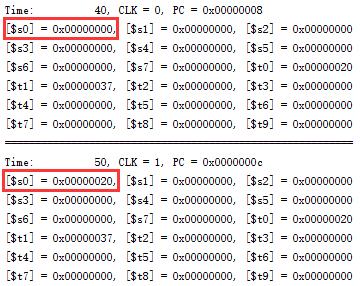 Time: 40, CLK = 0, PC = 0x00000008
[$s0] = 0x00000000, [$s1] = 0x00000000, [$s2] = 0x00000000
[$s3] = 0x00000000, [$s4] = 0x00000000, [$s5] = 0x00000000
[$s6] = 0x00000000, [$s7] = 0x00000000, [$t0] = 0x00000020
[$t1] = 0x00000037, [$t2] = 0x00000000, [$t3] = 0x00000000
[$t4] = 0x00000000, [$t5] = 0x00000000, [$t6] = 0x00000000
[$t7] = 0x00000000, [$t8] = 0x00000000, [$t9] = 0x00000000
Time: 50, CLK = 1, PC = 0x0000000c
[$s0] = 0x00000020, [$s1] = 0x00000000, [$s2] = 0x00000000
[$s3] = 0x00000000, [$s4] = 0x00000000, [$s5] = 0x00000000
[$s6] = 0x00000000, [$s7] = 0x00000000, [$t0] = 0x00000020
[$t1] = 0x00000037, [$t2] = 0x00000000, [$t3] = 0x00000000
[$t4] = 0x00000000, [$t5] = 0x00000000, [$t6] = 0x00000000
[$t7] = 0x00000000, [$t8] = 0x00000000, [$t9] = 0x00000000